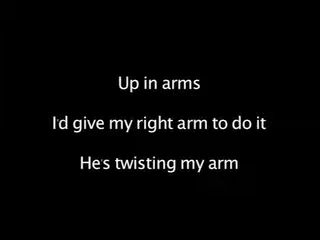 Up in arms
I'd give my right arm to do it
He's twisting my arm